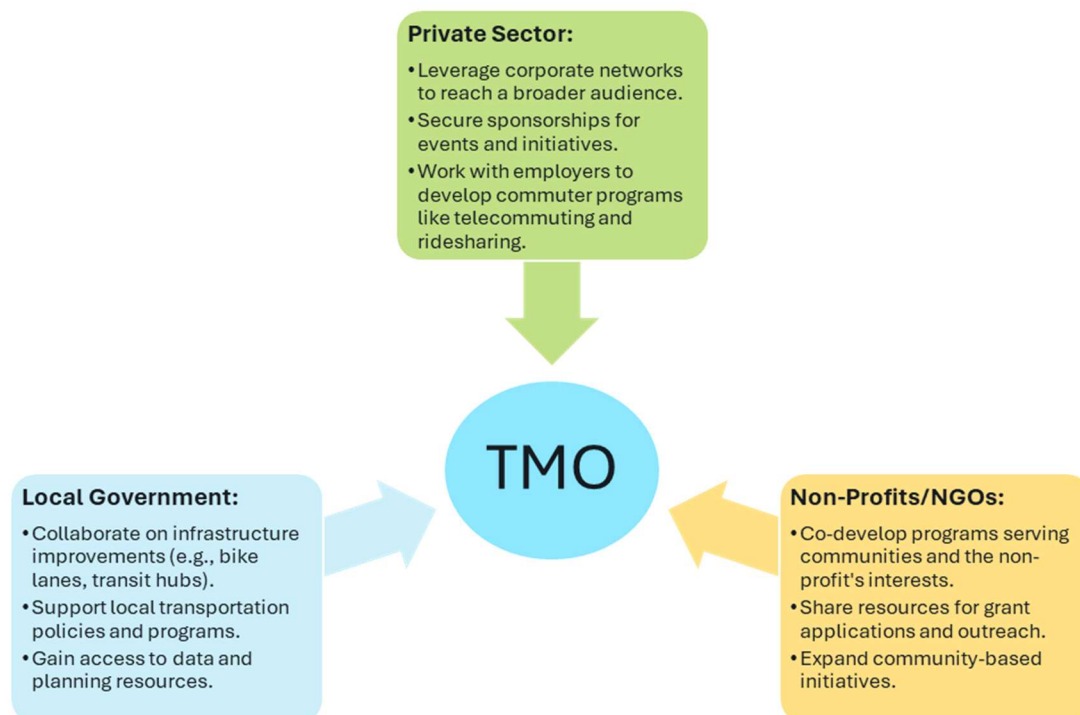 Private Sector:
•Leverage corporate networks
to reach a broader audience.
•Secure sponsorships for
events and initiatives.
•Work with employers to
develop commuter programs
like telecommuting and
ridesharing.
TMO
Local Government:
•Collaborate on infrastructure
improvements (e.g., bike
lanes, transit hubs).
•Support local transportation
policies and programs.
•Gain access to data and
planning resources.
Non-Profits/NGOs:
•Co-develop programs serving
communities and the non-
profit's interests.
•Share resources for grant
applications and outreach.
•Expand community-based
initiatives.